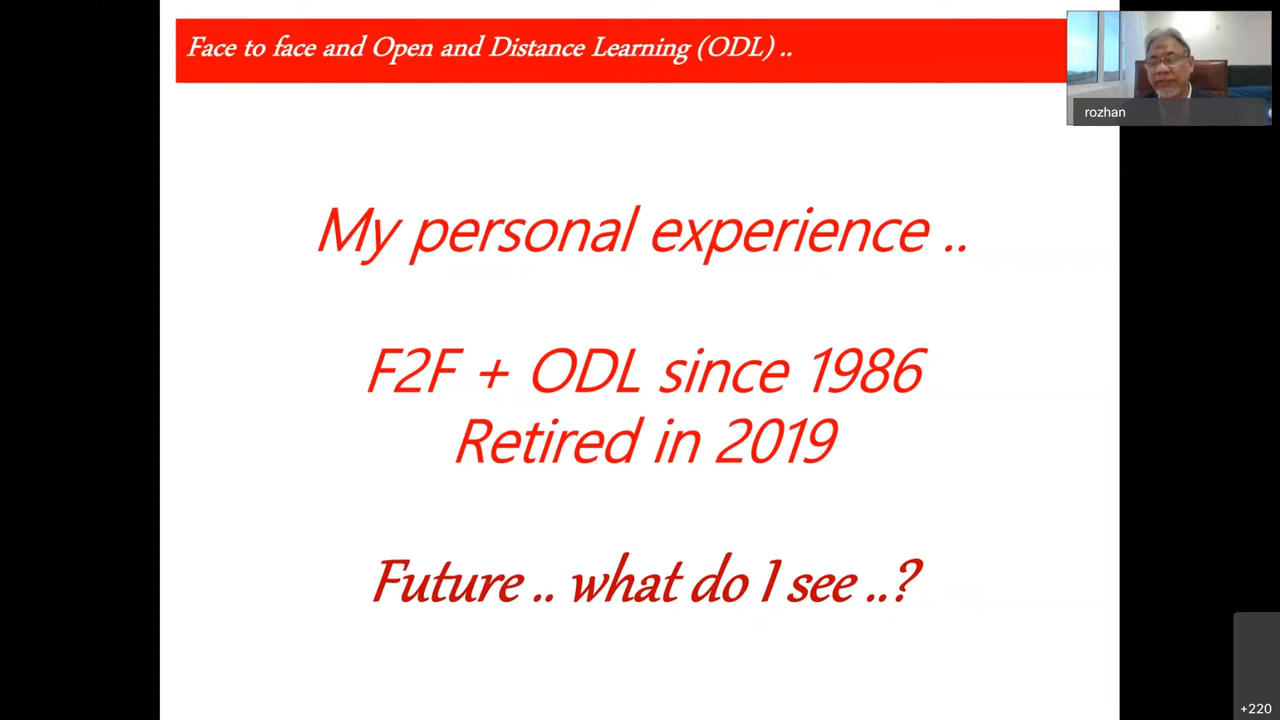 Face to face and Open and Distance Learning (ODL) ..
rozhan
My personal experience ..
F2F + ODL since 1986
Retired in 2019
Future .. what do I see ..?
+220